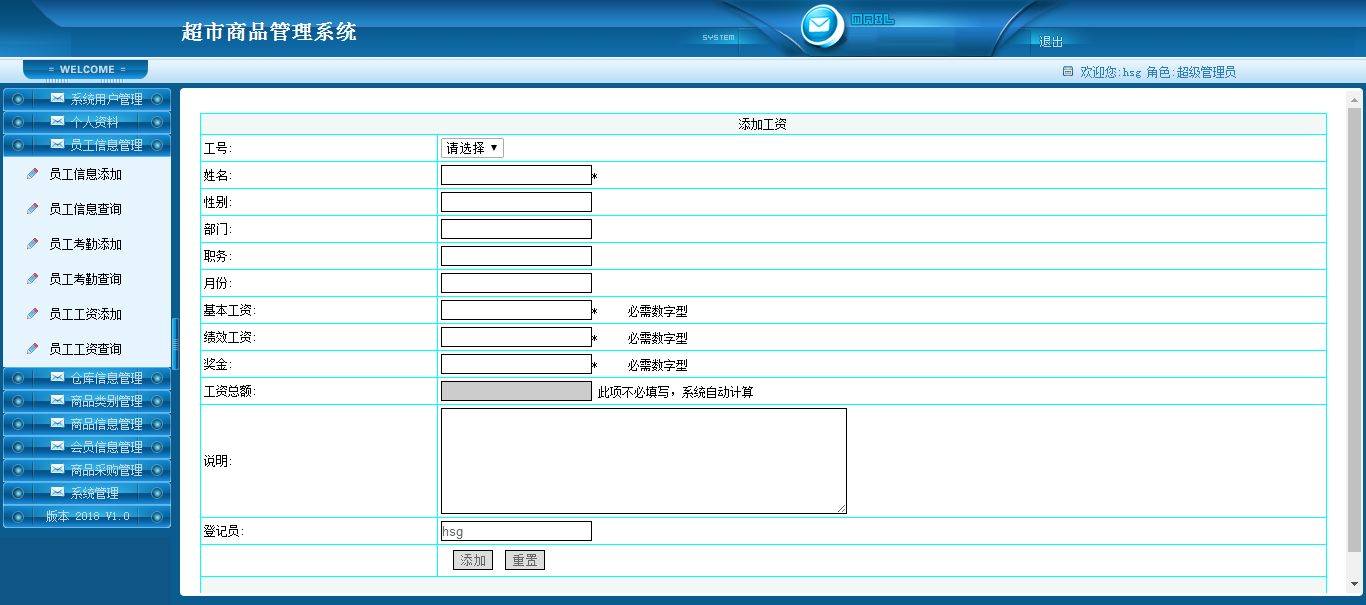 超市商品管理系统
SYSTEM
MAIL
退出
= WELCOME =
欢迎您:hsg 角色:超级管理员
系统用户管理
个人资料
员工信息管理
员工信息添加
员工信息查询
员工考勤添加
员工考勤查询
员工工资添加
员工工资查询
仓库信息管理
商品类别管理
商品信息管理
会员信息管理
商品采购管理
系统管理
版本 2018 V1.0
添加工资
工号: 请选择
姓名: *
性别:
部门:
职务:
月份:
基本工资: * 必需数字型
绩效工资: * 必需数字型
奖金: * 必需数字型
工资总额: 此项不必填写，系统自动计算
说明:
登记员: hsg
添加 重置